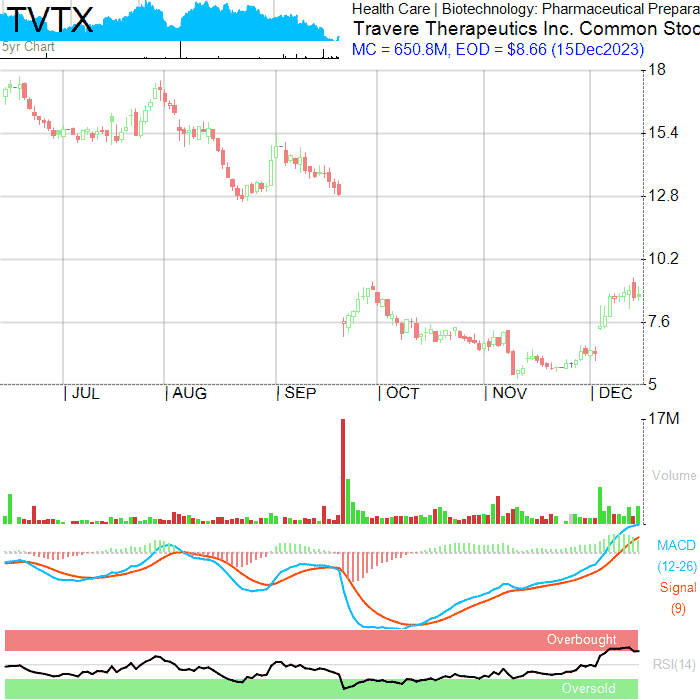 TVTX
5yr Chart
Health Care | Biotechnology: Pharmaceutical Prepara
Travere Therapeutics Inc. Common Stoc
MC = 650.8M, EOD = $8.66 (15Dec2023)
18
15.4
12.8
10.2
7.6
5
JUL
AUG
SEP
OCT
NOV
DEC
17M
Volume
MACD
(12-26)
Signal
(9)
Overbought
RSI(14)
Oversold